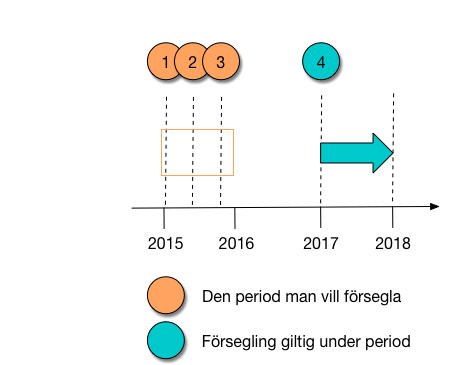 1 2 3 4
2015 2016 2017 2018
Den period man vill försegla
Försegling giltig under period